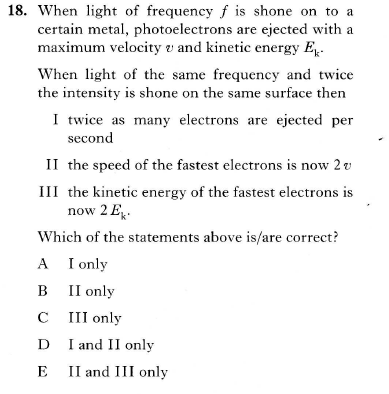 18. When light of frequency f is shone on to a
certain metal, photoelectrons are ejected with a
maximum velocity v and kinetic energy Eₖ.
When light of the same frequency and twice
the intensity is shone on the same surface then
I twice as many electrons are ejected per
second
II the speed of the fastest electrons is now 2 v
III the kinetic energy of the fastest electrons is
now 2 Eₖ.
Which of the statements above is/are correct?
A I only
B II only
C III only
D I and II only
E II and III only